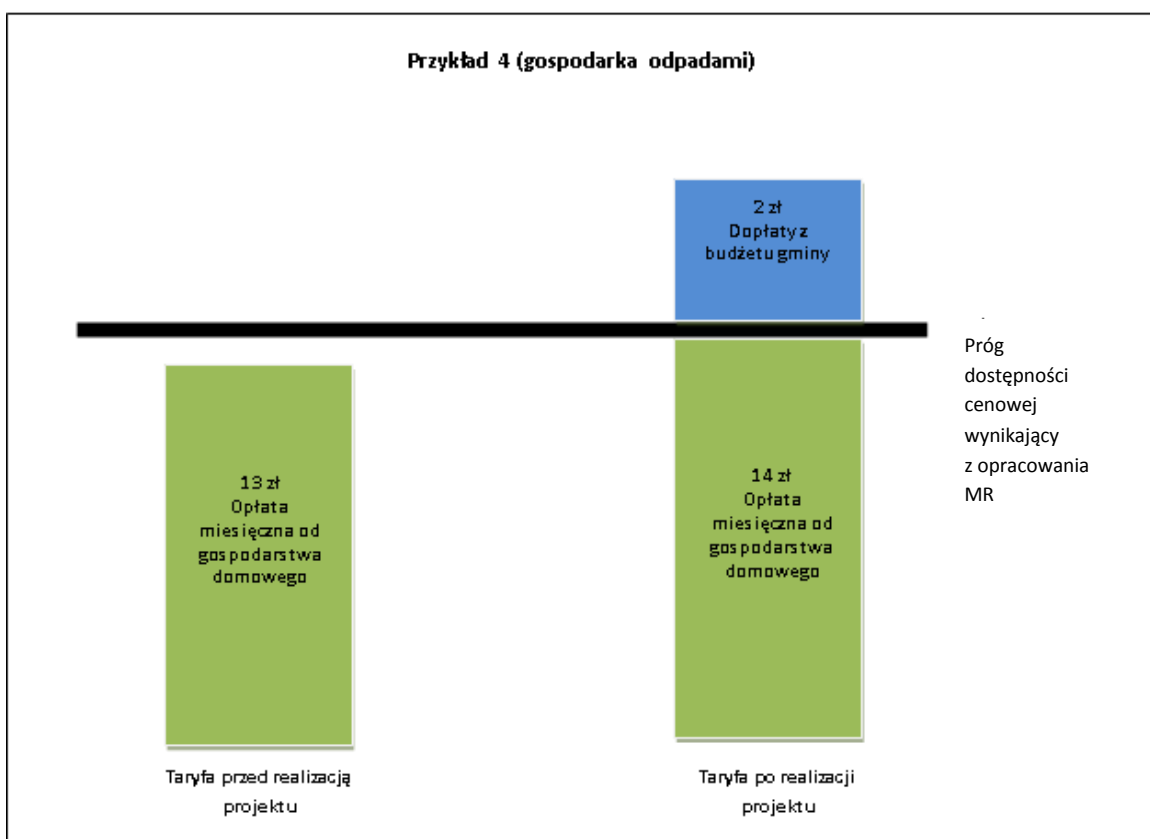 Przykład 4 (gospodarka odpadami)
2 zł
Dopłaty z
budżetu gminy
Próg
dostępności
cenowej
wynikający
z opracowania
MR
13 zł
Opłata
miesięczna od
gospodarstwa
domowego
14 zł
Opłata
miesięczna od
gospodarstwa
domowego
Taryfa przed realizacją
projektu
Taryfa po realizacji
projektu